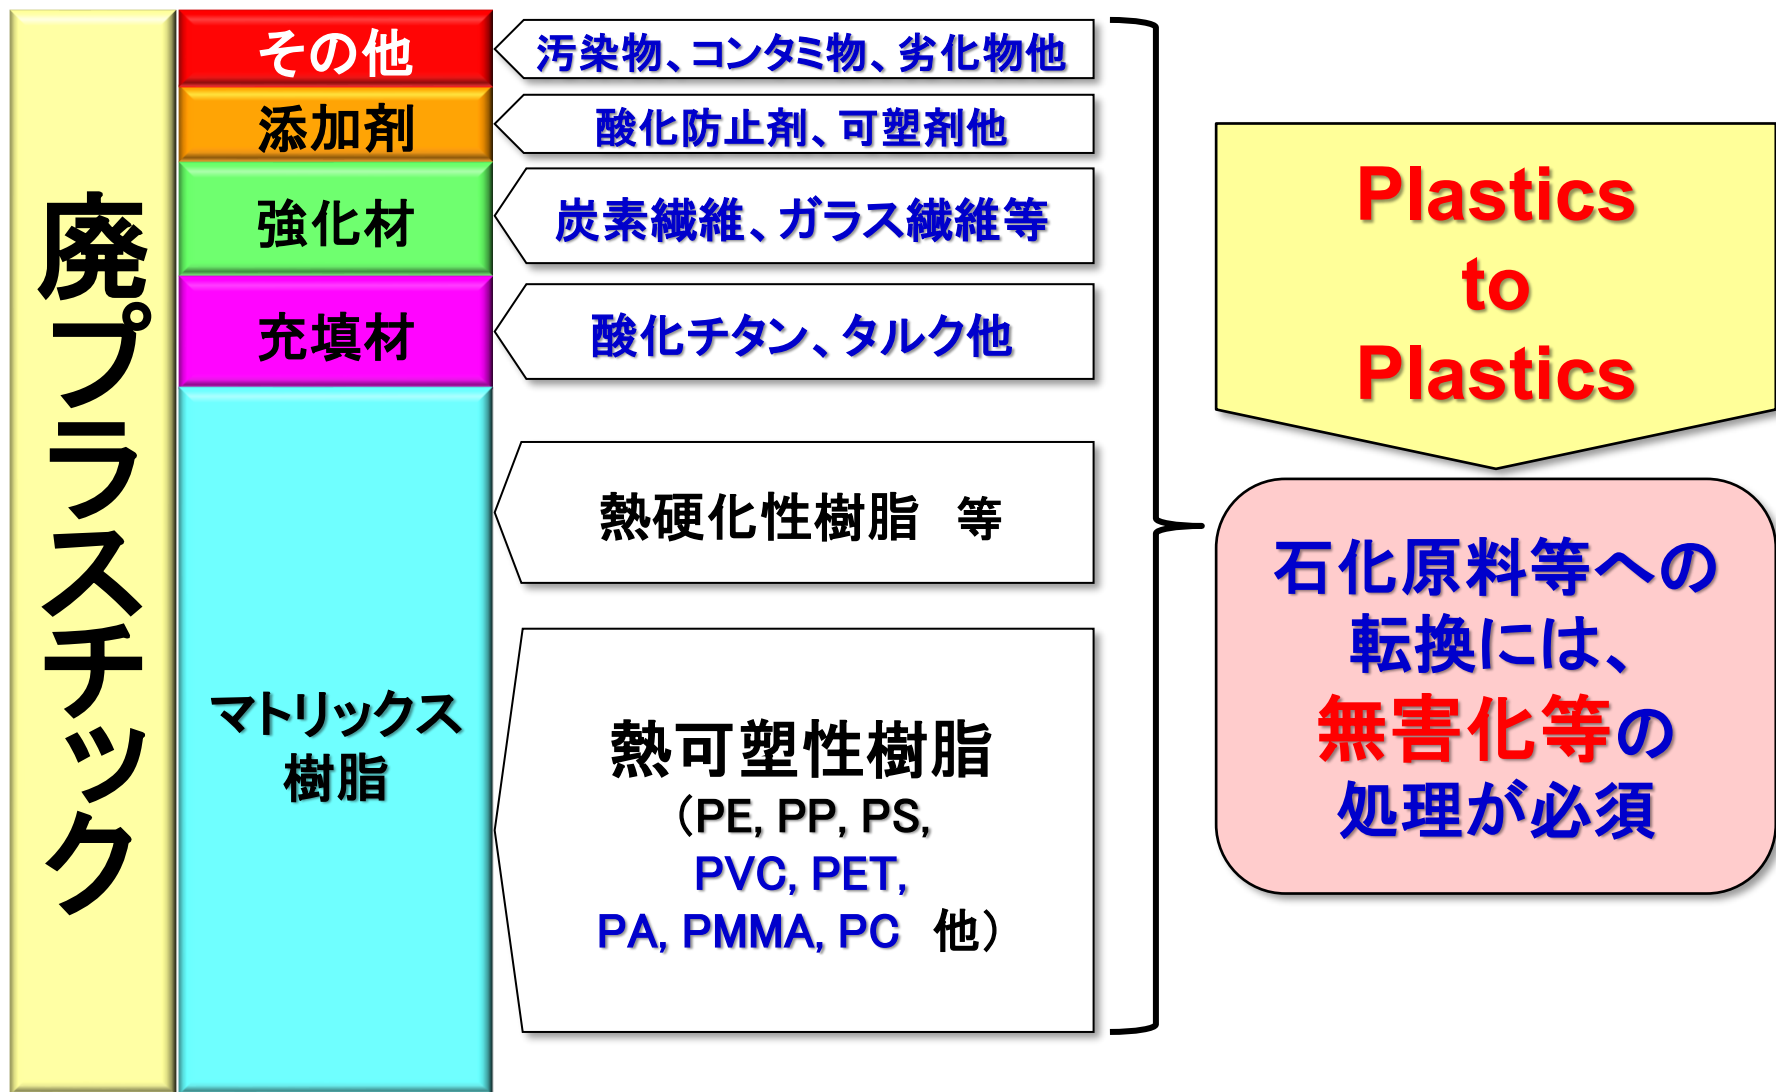 廃プラスチック
その他
汚染物、コンタミ物、劣化物他
添加剤
酸化防止剤、可塑剤他
強化材
炭素繊維、ガラス繊維等
充填材
酸化チタン、タルク他
マトリックス
樹脂
熱硬化性樹脂 等
熱可塑性樹脂
（PE, PP, PS,
PVC, PET,
PA, PMMA, PC 他）
Plastics
to
Plastics
石化原料等への
転換には、
無害化等の
処理が必須